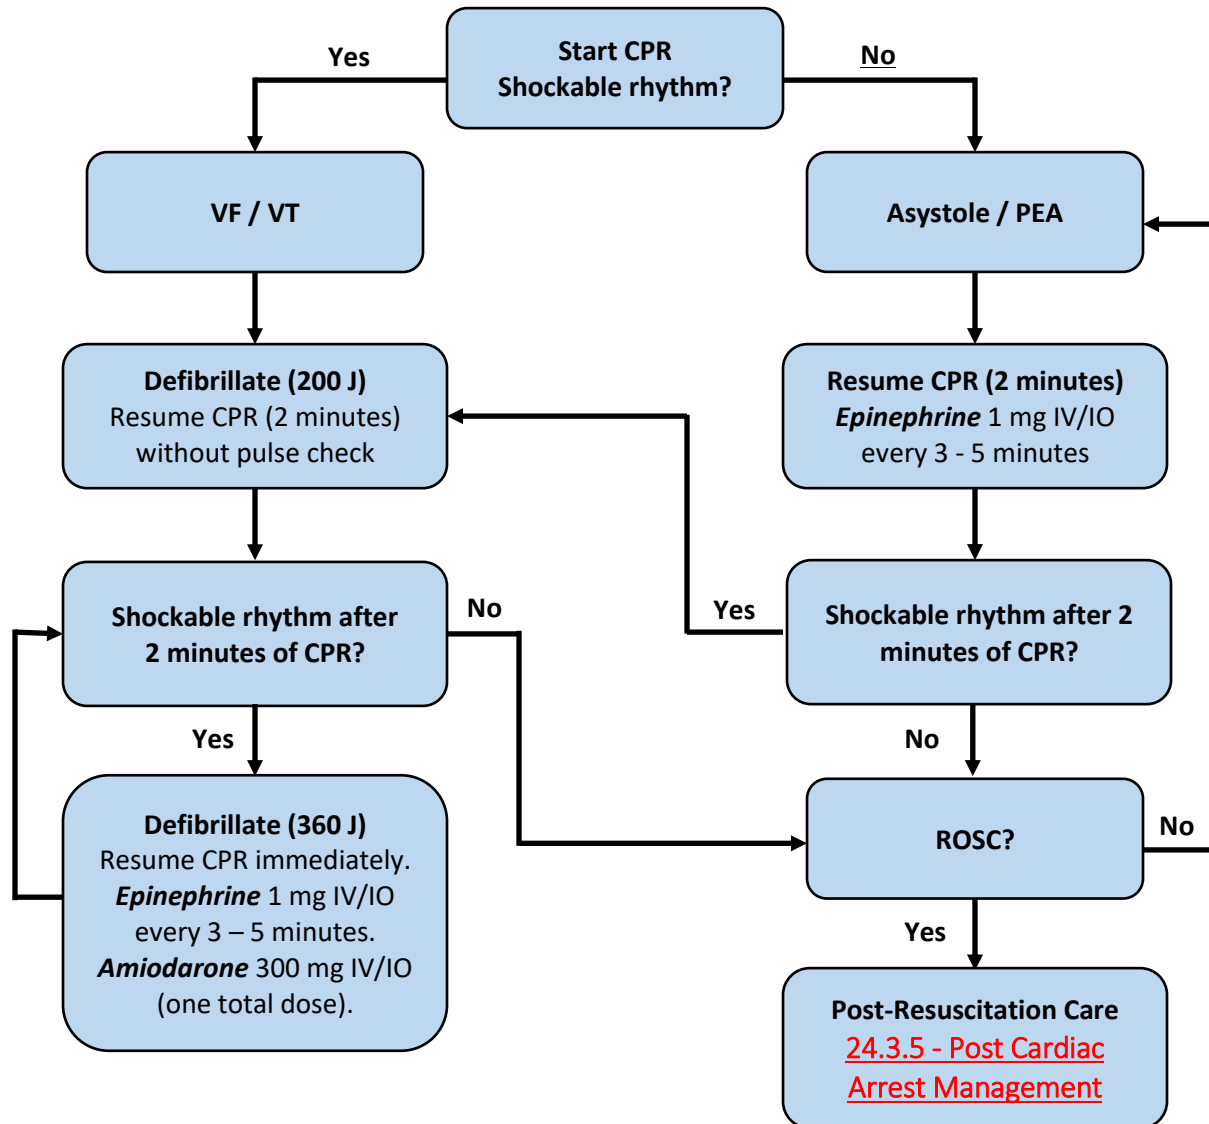 Start CPR
Shockable rhythm?
Yes
No
VF / VT
Asystole / PEA
Defibrillate (200 J)
Resume CPR (2 minutes)
without pulse check
Resume CPR (2 minutes)
Epinephrine 1 mg IV/IO
every 3 - 5 minutes
Shockable rhythm after
2 minutes of CPR?
No
Yes
Shockable rhythm after 2
minutes of CPR?
Yes
No
Defibrillate (360 J)
Resume CPR immediately.
Epinephrine 1 mg IV/IO
every 3 – 5 minutes.
Amiodarone 300 mg IV/IO
(one total dose).
ROSC?
No
Yes
Post-Resuscitation Care
24.3.5 - Post Cardiac
Arrest Management